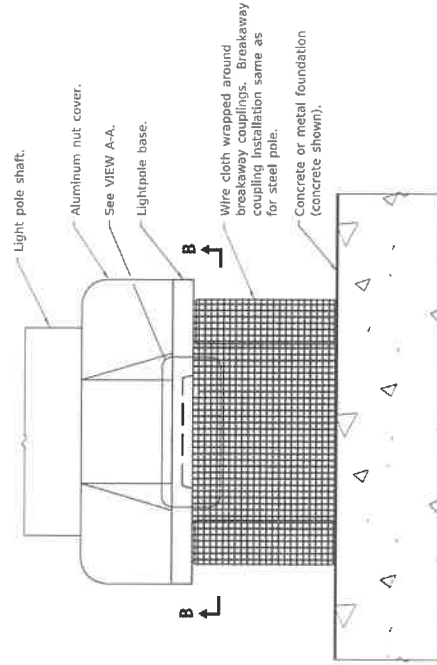 Light pole shaft.
Aluminum nut cover.
See VIEW A-A.
Lightpole base.
B
B
Wire cloth wrapped around
breakaway couplings. Breakaway
coupling installation same as
for steel pole.
Concrete or metal foundation
(concrete shown).